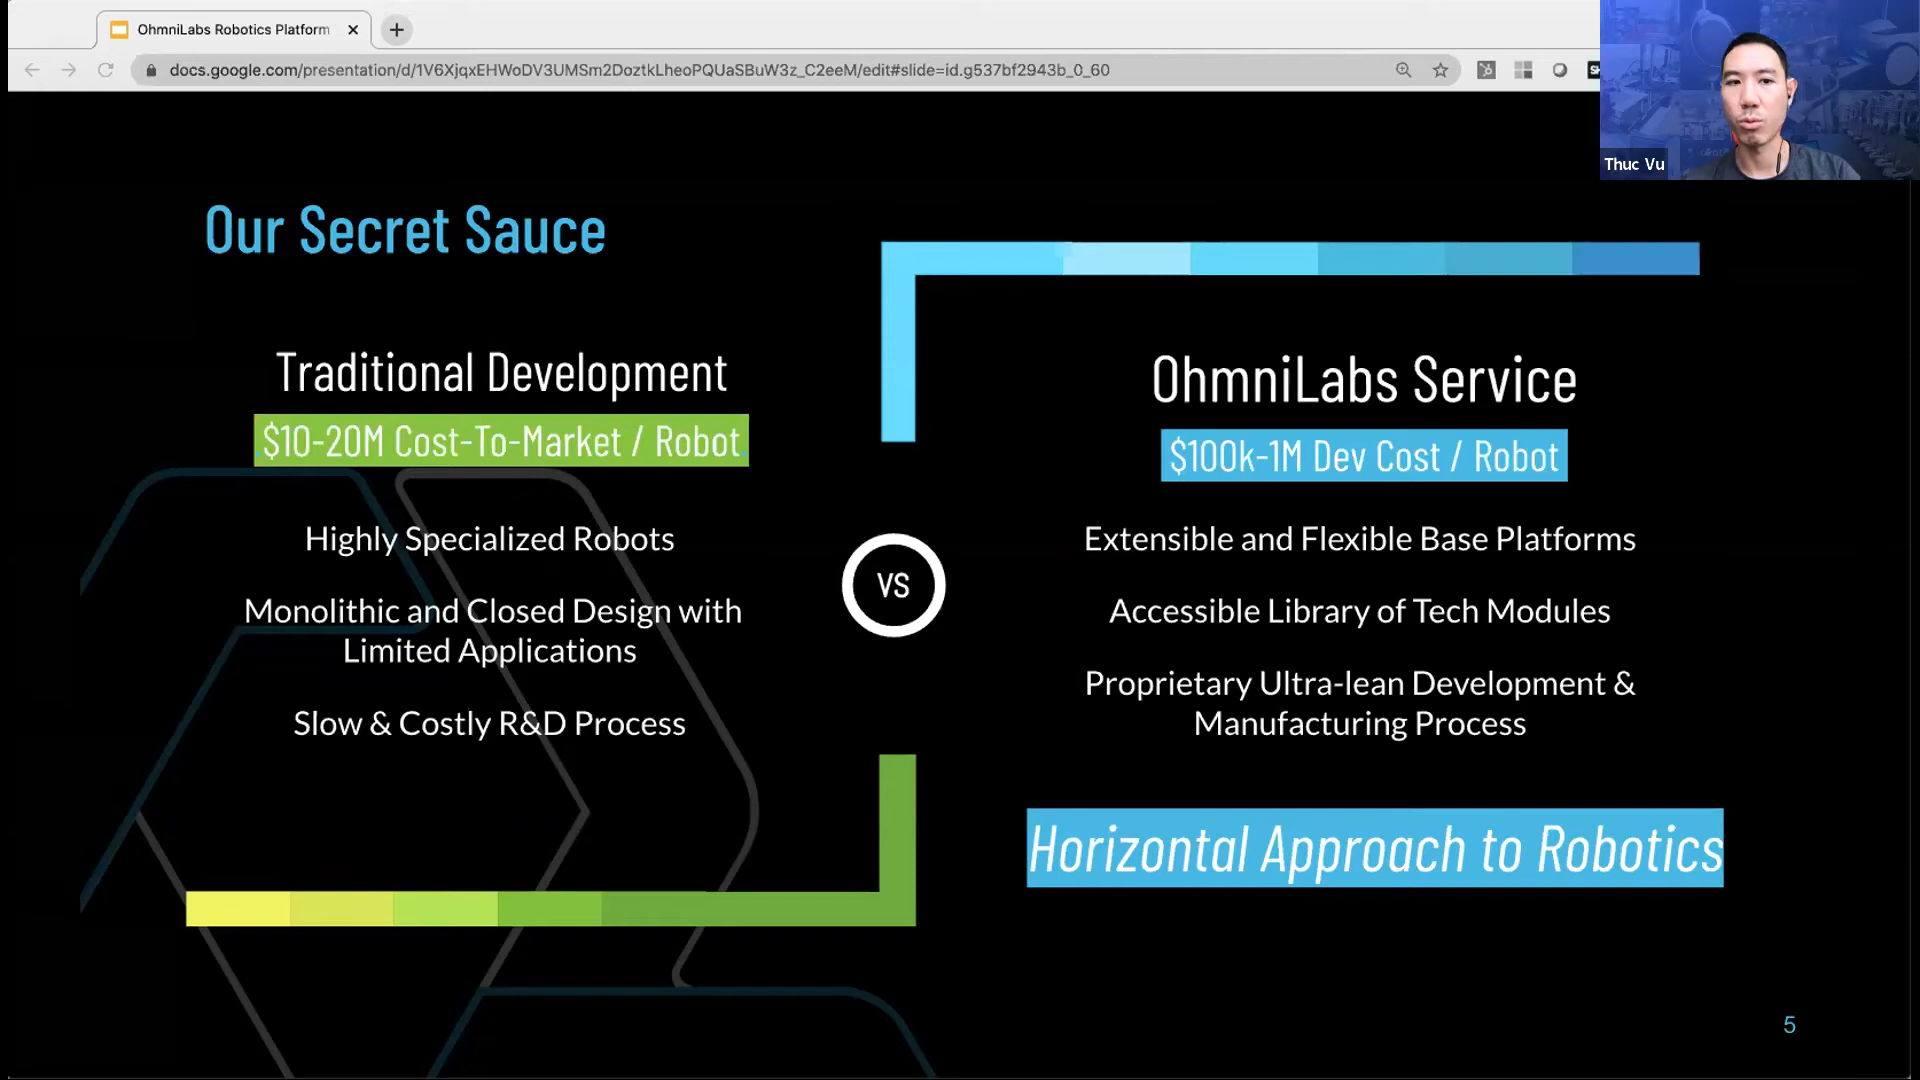 OhmniLabs Robotics Platform
docs.google.com/presentation/d/1V6XjqxEHWoDV3UMSm2DoztkLheoPQUaSBuW3z_C2eeM/edit#slide=id.g537bf2943b_0_60
Thuc Vu
Our Secret Sauce
Traditional Development
$10-20M Cost-To-Market / Robot
Highly Specialized Robots
Monolithic and Closed Design with
Limited Applications
Slow & Costly R&D Process
VS
OhmniLabs Service
$100k-1M Dev Cost / Robot
Extensible and Flexible Base Platforms
Accessible Library of Tech Modules
Proprietary Ultra-lean Development &
Manufacturing Process
Horizontal Approach to Robotics
5